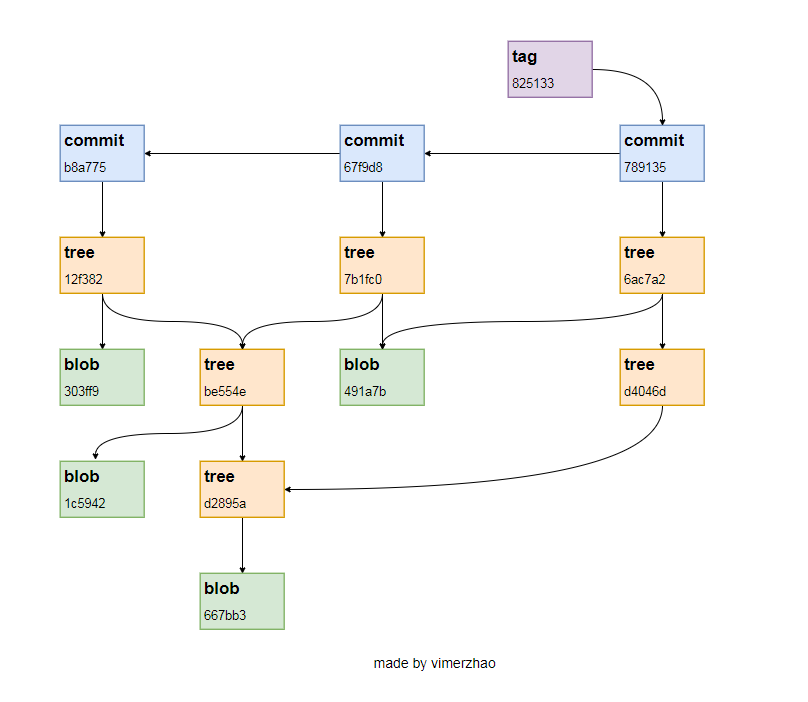 tag
825133
commit
b8a775
commit
67f9d8
commit
789135
tree
12f382
tree
7b1fc0
tree
6ac7a2
blob
303ff9
tree
be554e
blob
491a7b
tree
d4046d
blob
1c5942
tree
d2895a
blob
667bb3
made by vimerzhao